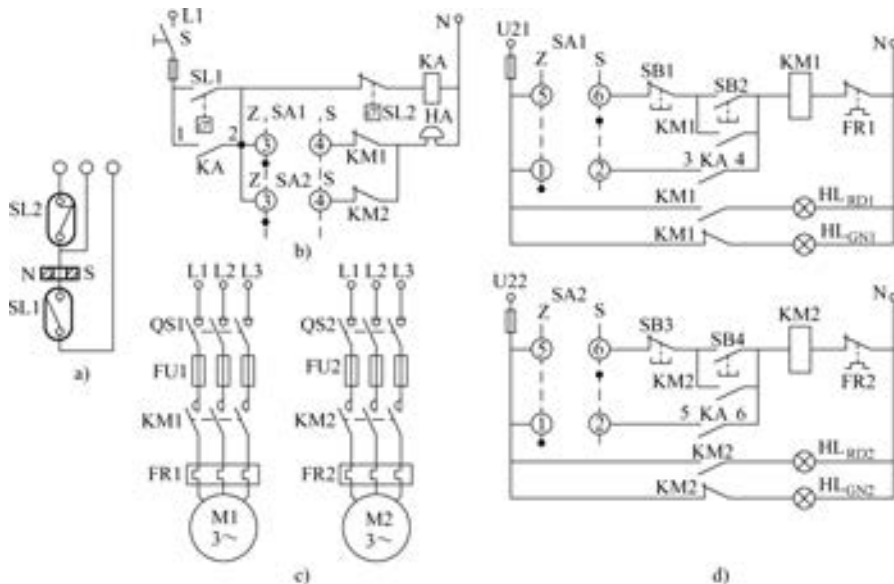 SL2
N S
SL1
a)
L1
S
N
SL1
KA
SL2
HA
1 2
KA
Z SA1 S
3 4
KM1
Z SA2 S
3 4
KM2
b)
L1 L2 L3
QS1
FU1
KM1
FR1
M1
3～
L1 L2 L3
QS2
FU2
KM2
FR2
M2
3～
c)
U21
SA1
N
Z S
5 6
SB1
SB2
KM1
KM1
FR1
1 2
3 KA 4
KM1
HL RD1
KM1
HL GN1
U22
SA2
N
Z S
5 6
SB3
SB4
KM2
KM2
FR2
1 2
5 KA 6
KM2
HL RD2
KM2
HL GN2
d)